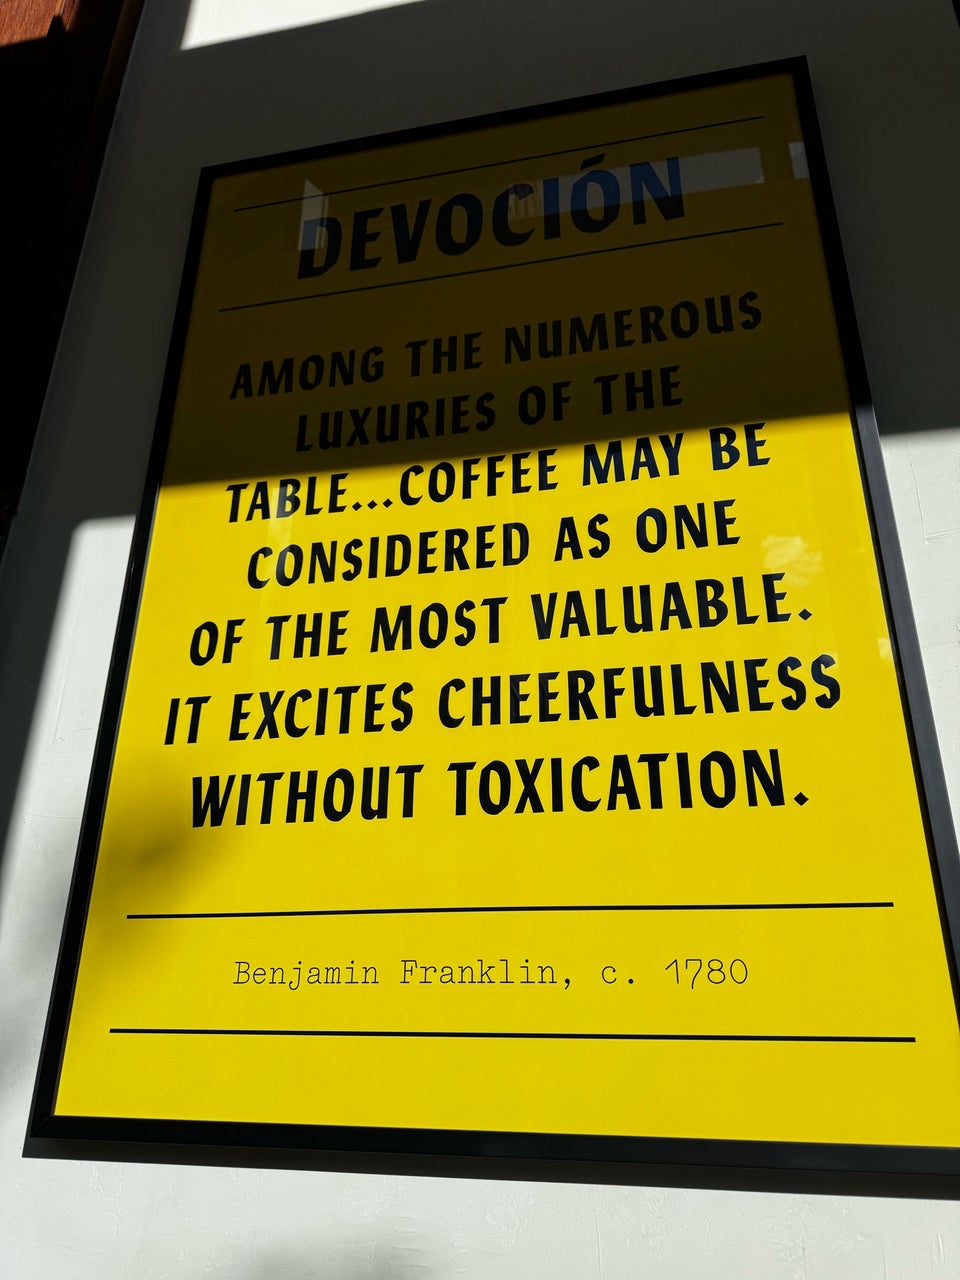 DEVOCIÓN
AMONG THE NUMEROUS
LUXURIES OF THE
TABLE...COFFEE MAY BE
CONSIDERED AS ONE
OF THE MOST VALUABLE.
IT EXCITES CHEERFULNESS
WITHOUT TOXICATION.
Benjamin Franklin, c. 1780